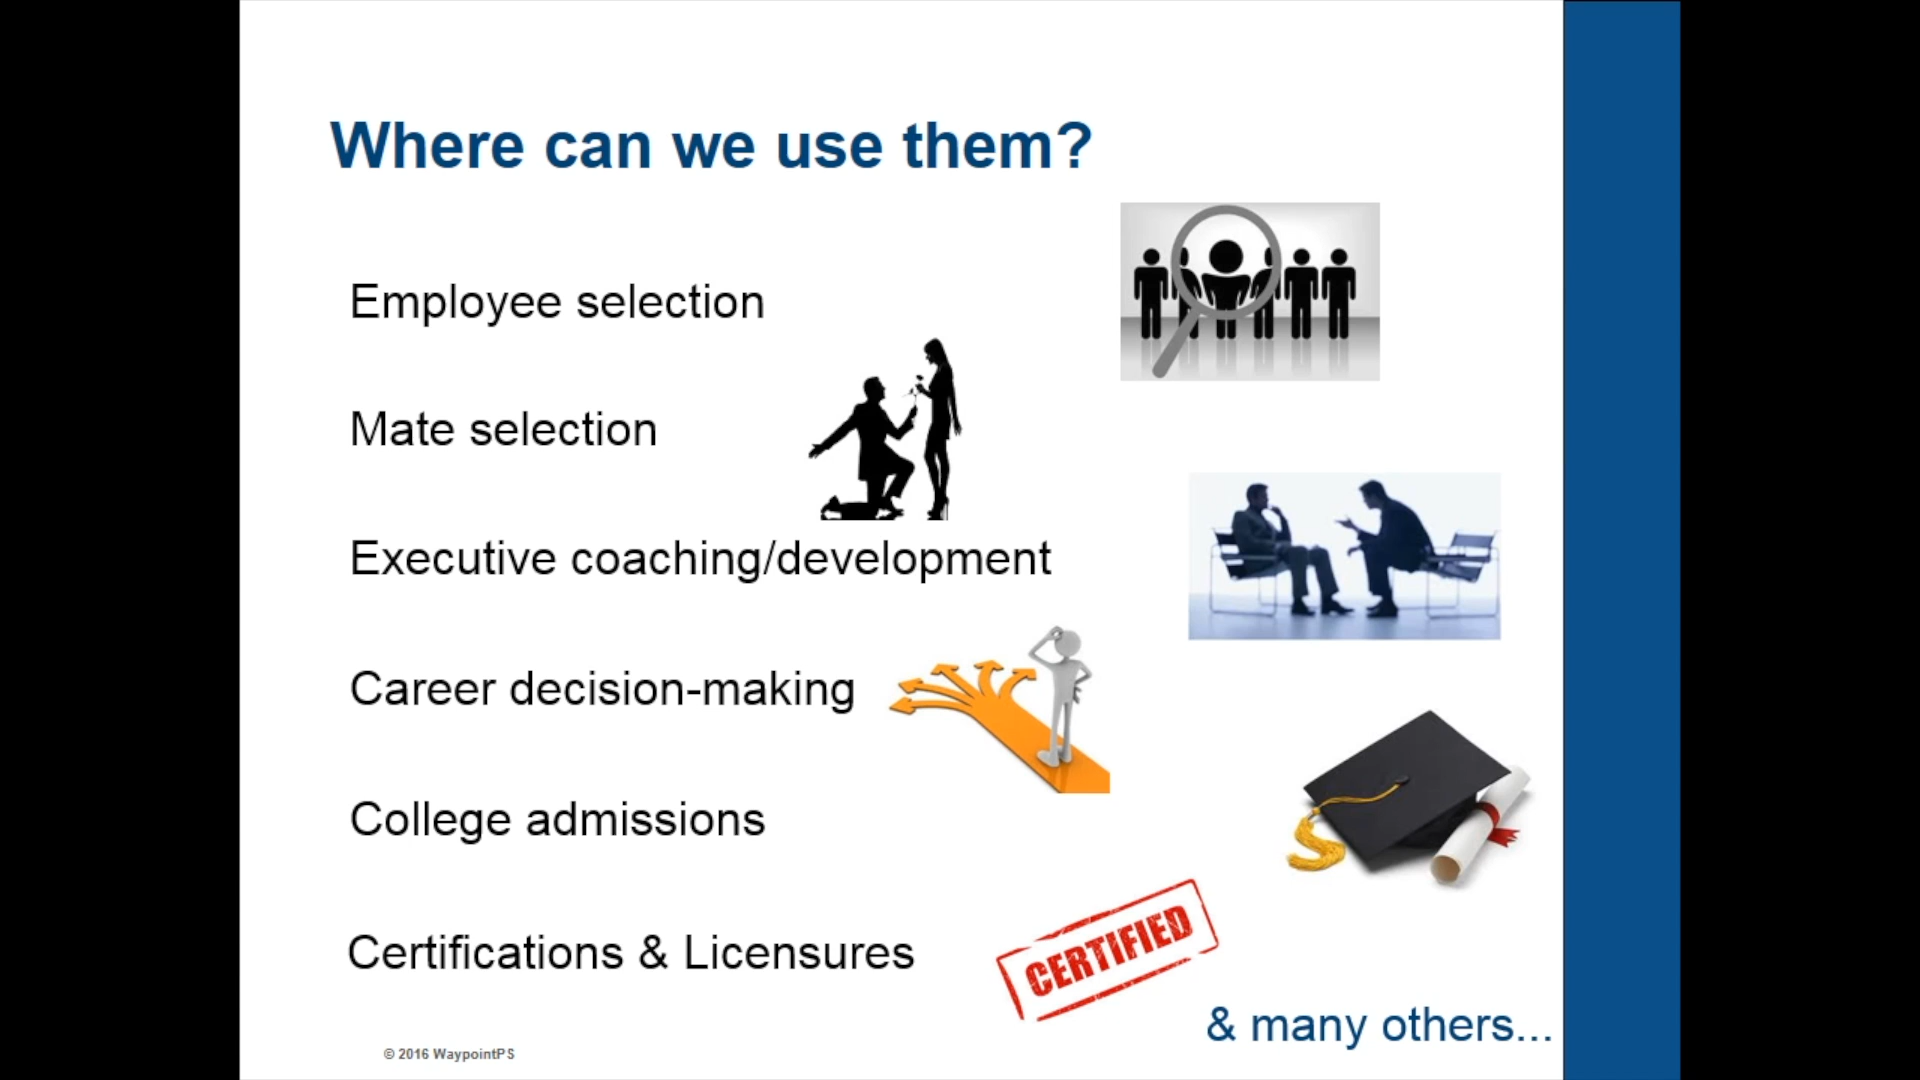 Where can we use them?
Employee selection
Mate selection
Executive coaching/development
Career decision-making
College admissions
Certifications & Licensures
CERTIFIED
& many others...
© 2016 WaypointPS